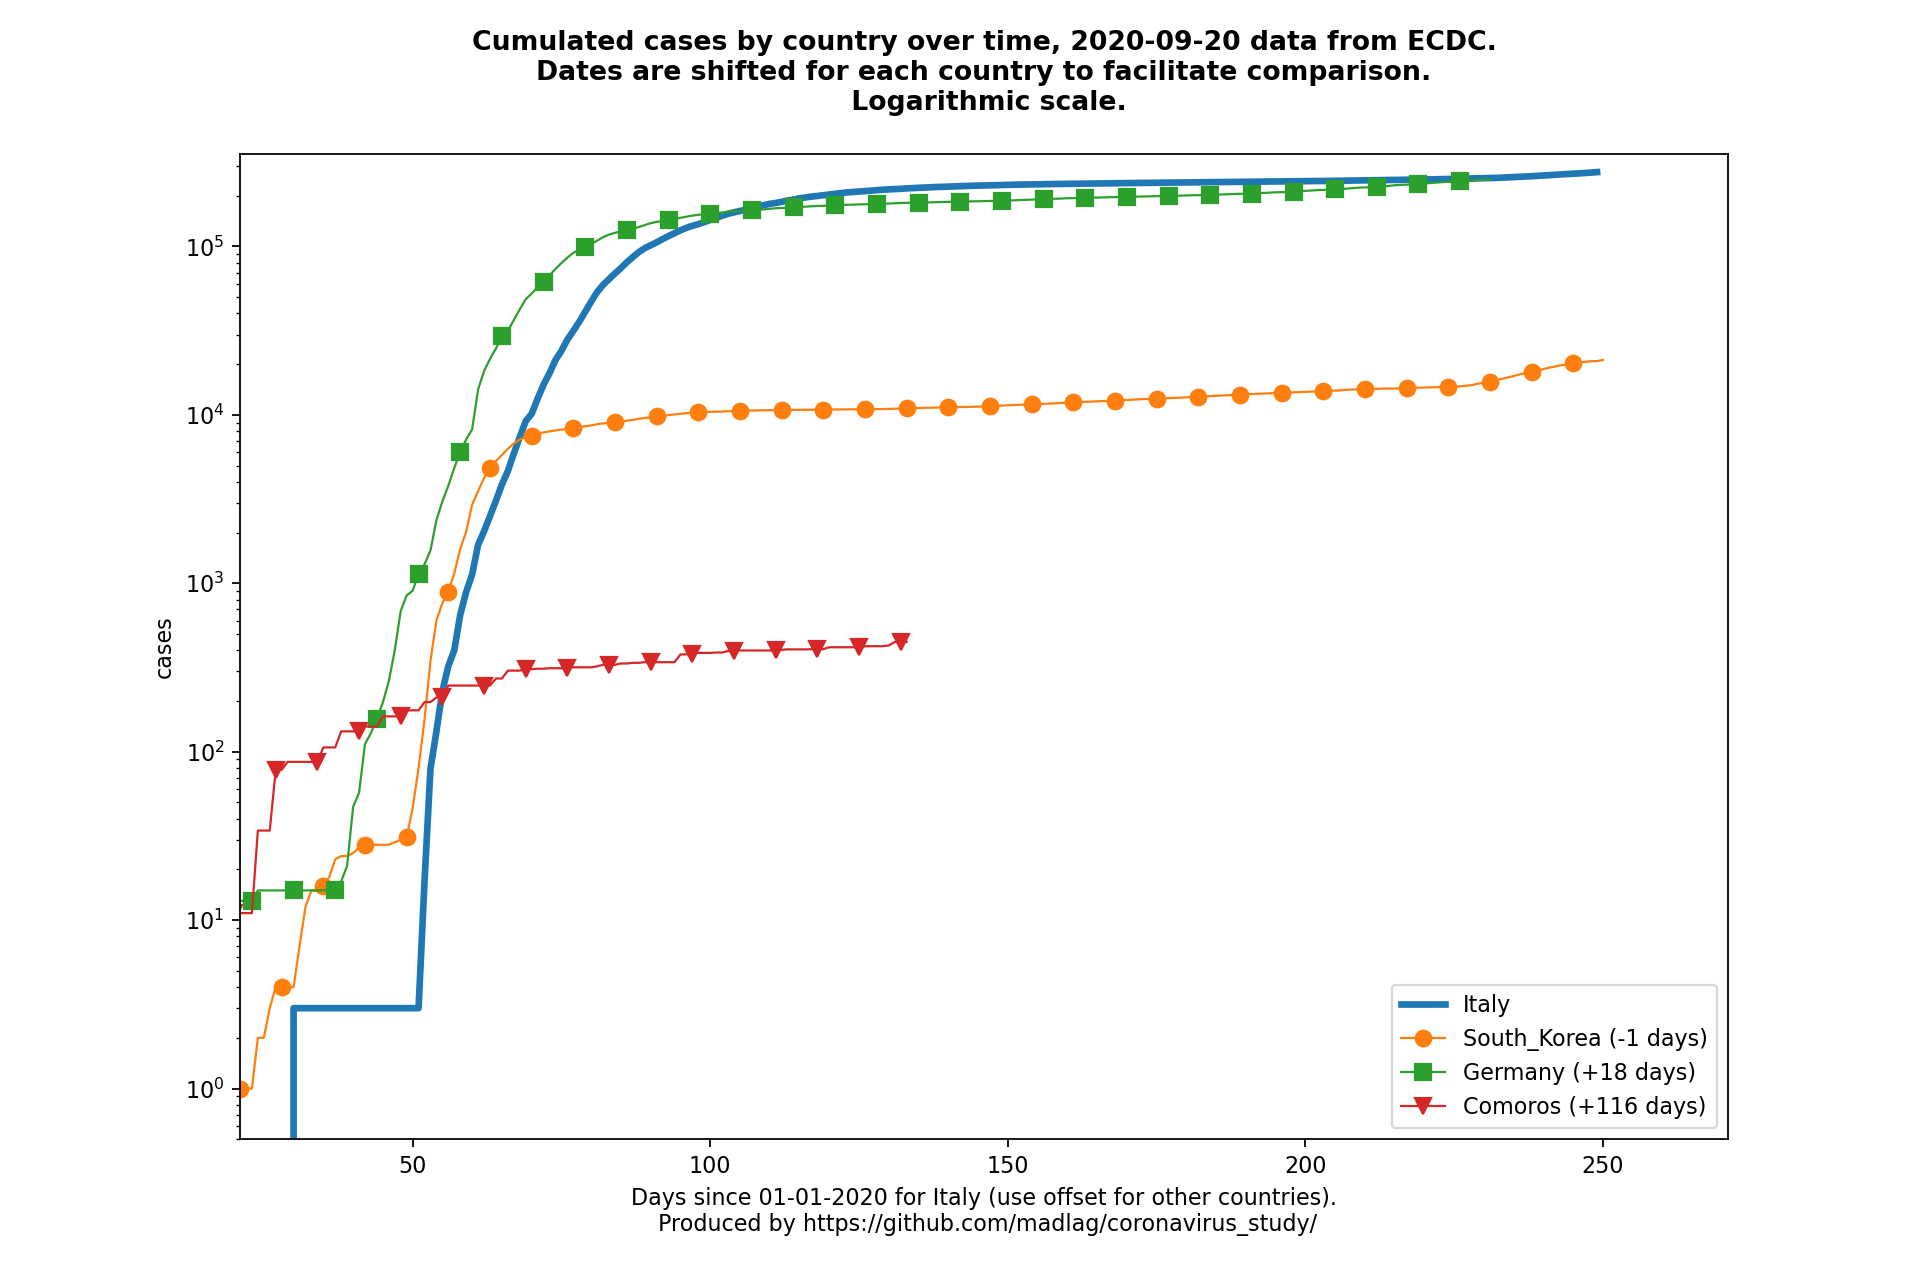 Cumulated cases by country over time, 2020-09-20 data from ECDC.
Dates are shifted for each country to facilitate comparison.
Logarithmic scale.
10^5
10^4
10^3
10^2
10^1
10^0
cases
Italy
South_Korea (-1 days)
Germany (+18 days)
Comoros (+116 days)
50 100 150 200 250
Days since 01-01-2020 for Italy (use offset for other countries).
Produced by https://github.com/madlag/coronavirus_study/